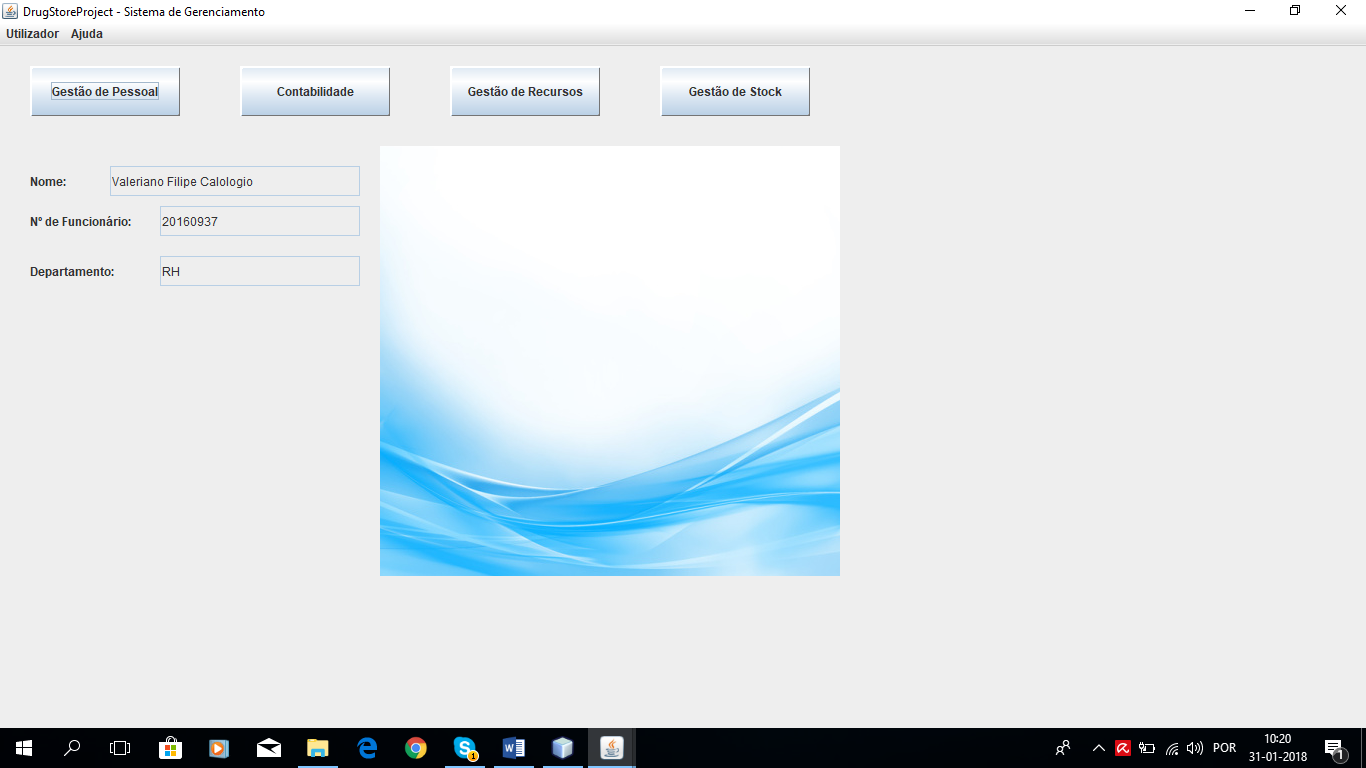 DrugStoreProject - Sistema de Gerenciamento
Utilizador Ajuda
Gestão de Pessoal Contabilidade Gestão de Recursos Gestão de Stock
Nome: Valeriano Filipe Calologio
Nº de Funcionário: 20160937
Departamento: RH
POR 10:20
31-01-2018
1
1